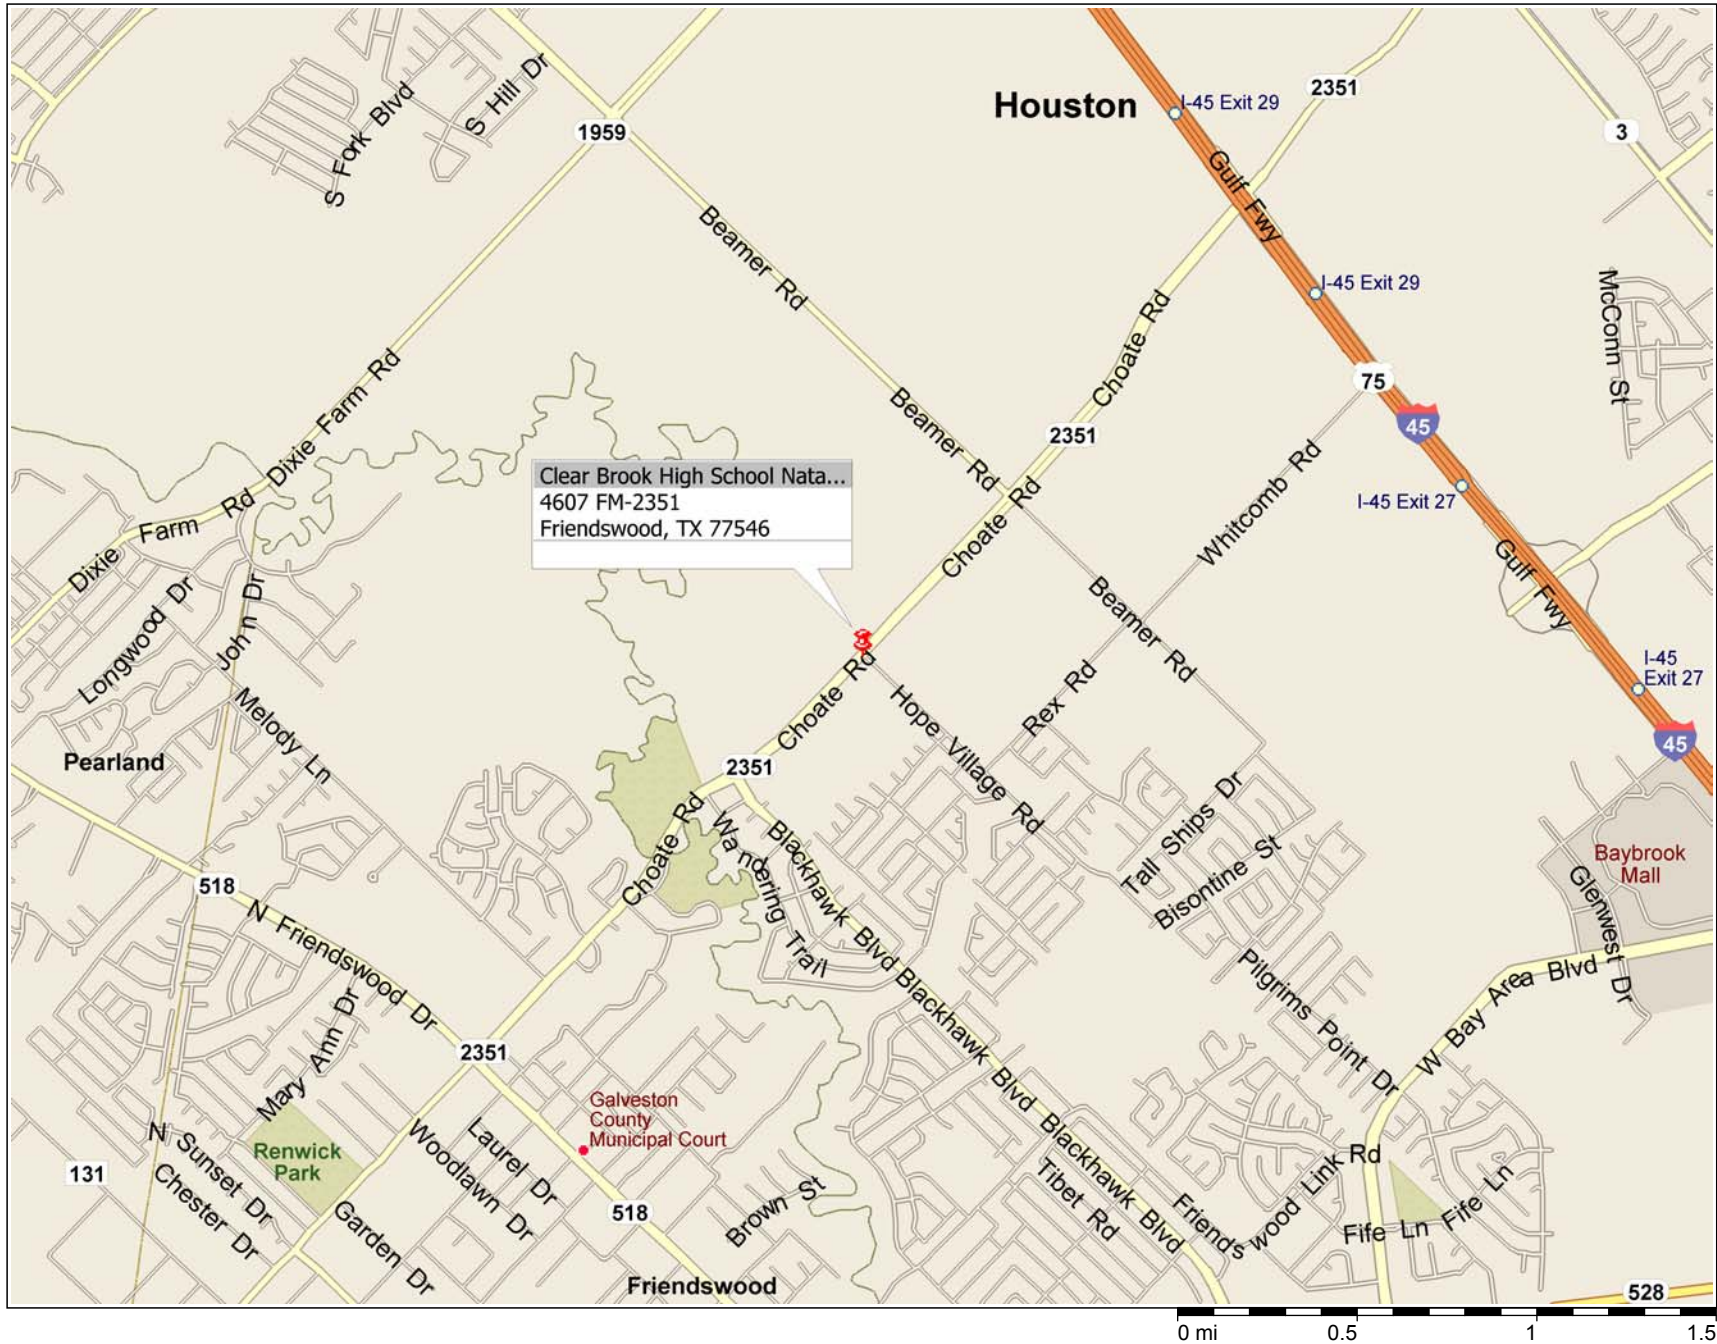 S Hill Dr
S Fork Blvd
1959
Houston
I-45 Exit 29
2351
3
Gulf Fwy
Beamer Rd
I-45 Exit 29
McConn St
Choate Rd
75
45
Dixie Farm Rd
Beamer Rd
2351
Whitcomb Rd
I-45 Exit 27
Clear Brook High School Nata...
4607 FM-2351
Friendswood, TX 77546
Choate Rd
Dixie Farm Rd
Gulf Fwy
Longwood Dr
John Dr
Beamer Rd
I-45
Exit 27
45
Choate Rd
Hope Village Rd
Rex Rd
Melody Ln
Pearland
2351
Choate Rd
Wandering Trail
Blackhawk Blvd
Tall Ships Dr
Bisontine St
Baybrook
Mall
Glenwest Dr
518
N Friendswood Dr
Blackhawk Blvd
Pilgrims Point Dr
W Bay Area Blvd
Mary Ann Dr
2351
Galveston
County
Municipal Court
Renwick
Park
N Sunset Dr
Chester Dr
131
Garden Dr
Woodlawn Dr
Laurel Dr
518
Brown St
Friendswood
Blackhawk Blvd
Tibet Rd
Friendswood Link Rd
Fife Ln
Fife Ln
528
0 mi
0.5
1
1.5